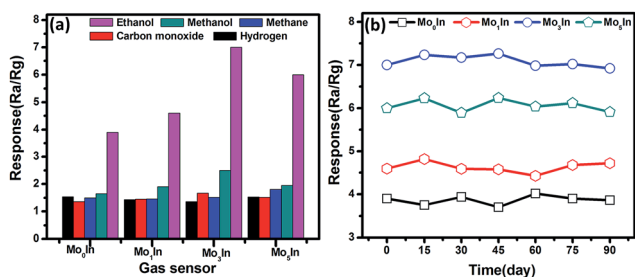 (a)
Ethanol Methanol Methane
Carbon monoxide Hydrogen
Response(Ra/Rg)
8
7
6
5
4
3
2
1
0
Mo₀In Mo₁In Mo₃In Mo₅In
Gas sensor
(b)
Mo₀In Mo₁In Mo₃In Mo₅In
Response(Ra/Rg)
8
7
6
5
4
3
0 15 30 45 60 75 90
Time(day)